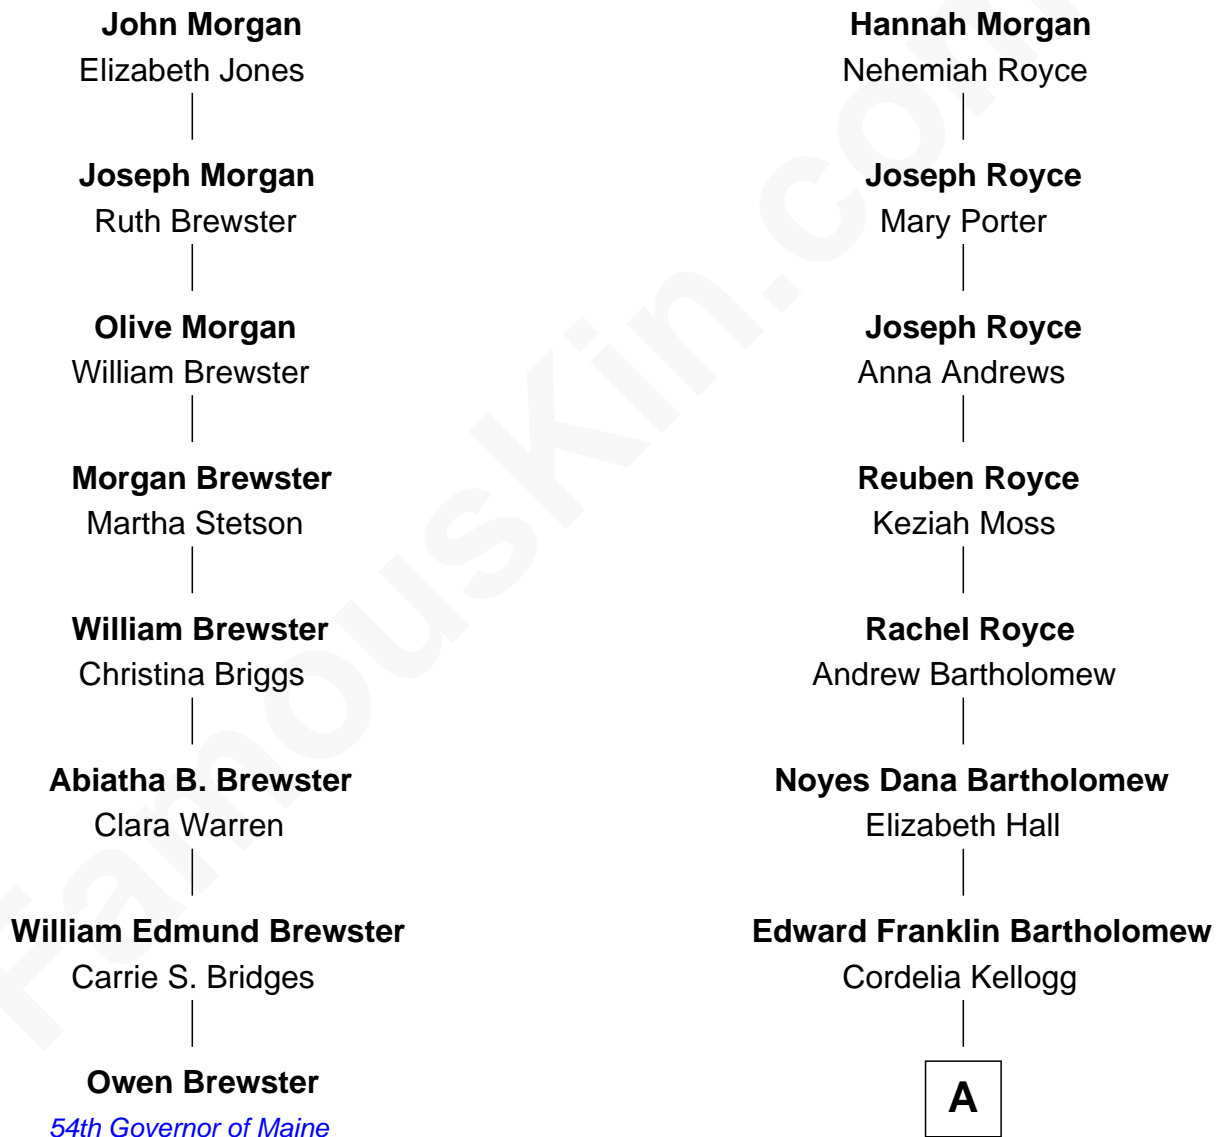 John Morgan
Elizabeth Jones
Joseph Morgan
Ruth Brewster
Olive Morgan
William Brewster
Morgan Brewster
Martha Stetson
William Brewster
Christina Briggs
Abiatha B. Brewster
Clara Warren
William Edmund Brewster
Carrie S. Bridges
Owen Brewster
54th Governor of Maine
Hannah Morgan
Nehemiah Royce
Joseph Royce
Mary Porter
Joseph Royce
Anna Andrews
Reuben Royce
Keziah Moss
Rachel Royce
Andrew Bartholomew
Noyes Dana Bartholomew
Elizabeth Hall
Edward Franklin Bartholomew
Cordelia Kellogg
A
FamousKin.com